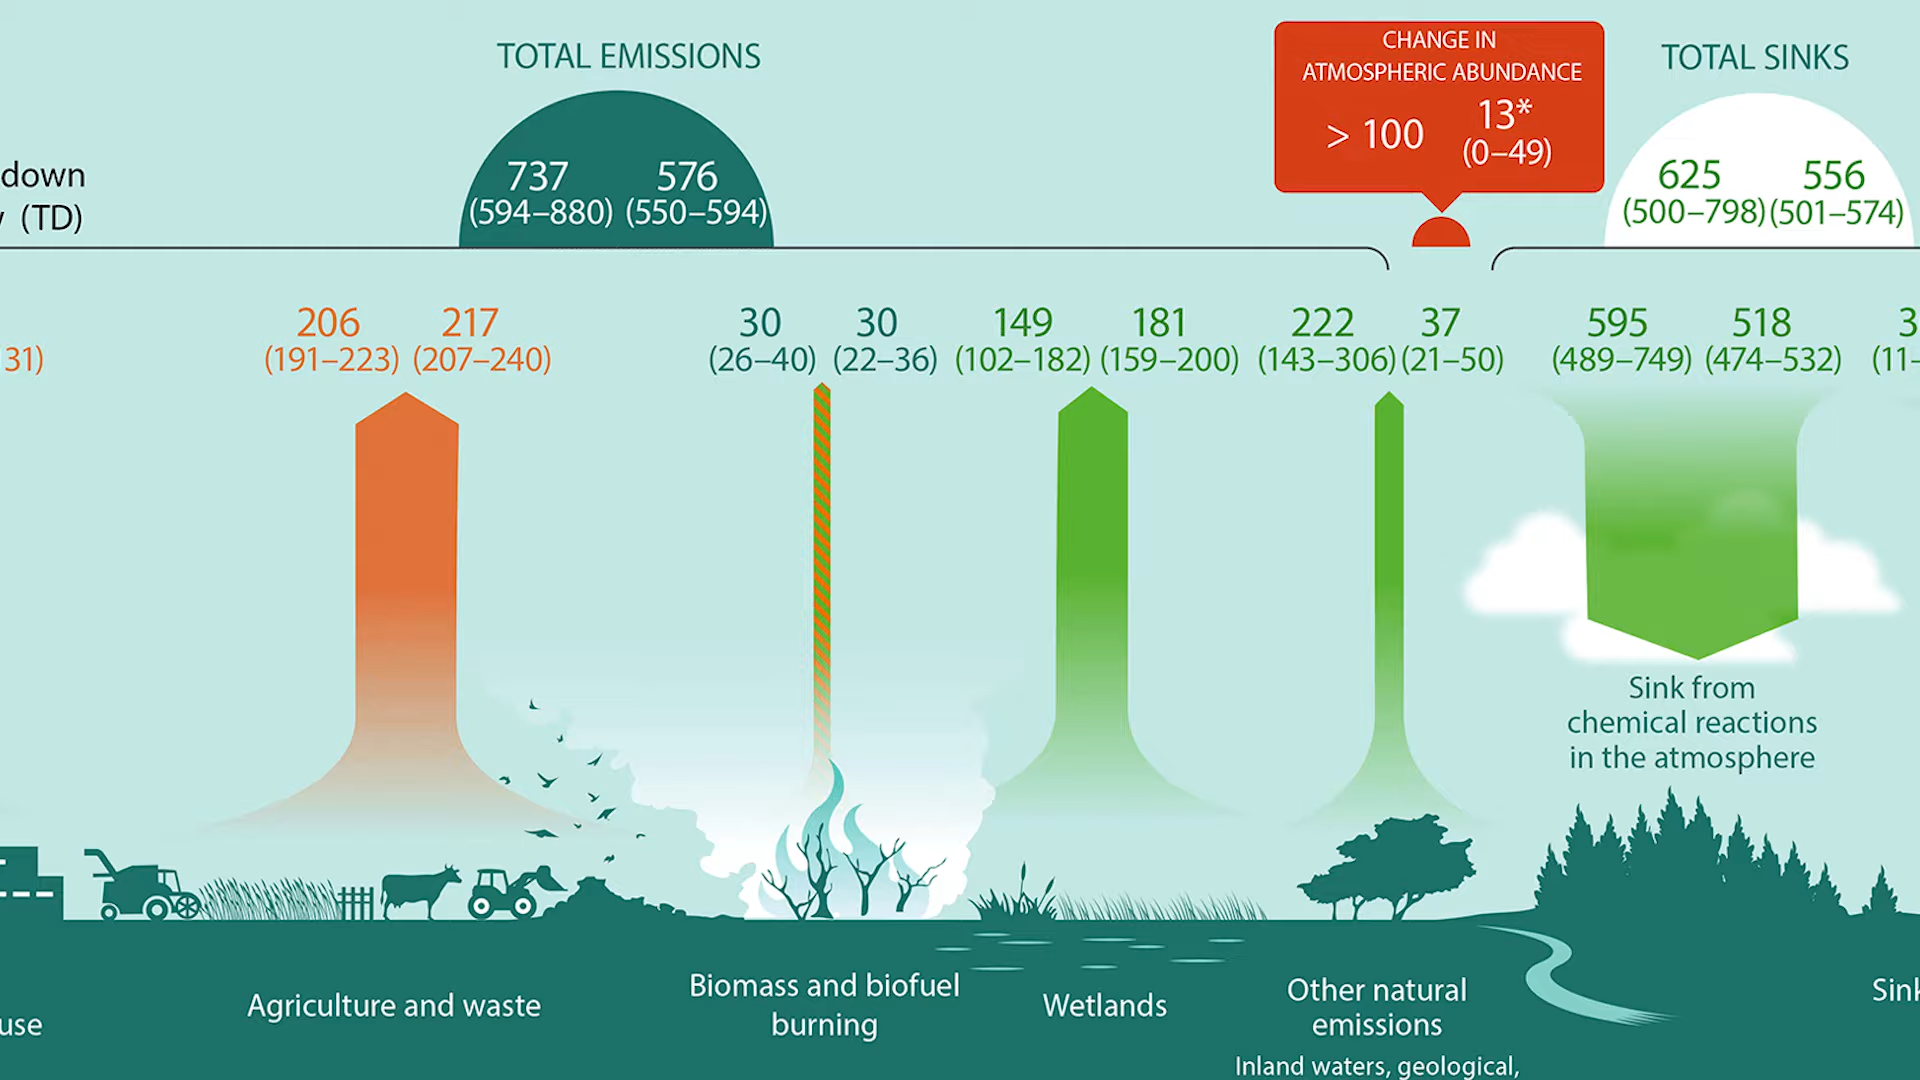 TOTAL EMISSIONS
CHANGE IN
ATMOSPHERIC ABUNDANCE
> 100
13*
(0–49)
TOTAL SINKS
down
(TD)
737 576
(594–880) (550–594)
625 556
(500–798) (501–574)
31)
206 217
(191–223) (207–240)
30 30
(26–40) (22–36)
149 181
(102–182) (159–200)
222 37
(143–306) (21–50)
595 518
(489–749) (474–532)
3
(11–
Sink from
chemical reactions
in the atmosphere
use
Agriculture and waste
Biomass and biofuel
burning
Wetlands
Other natural
emissions
Inland waters, geological,
Sink